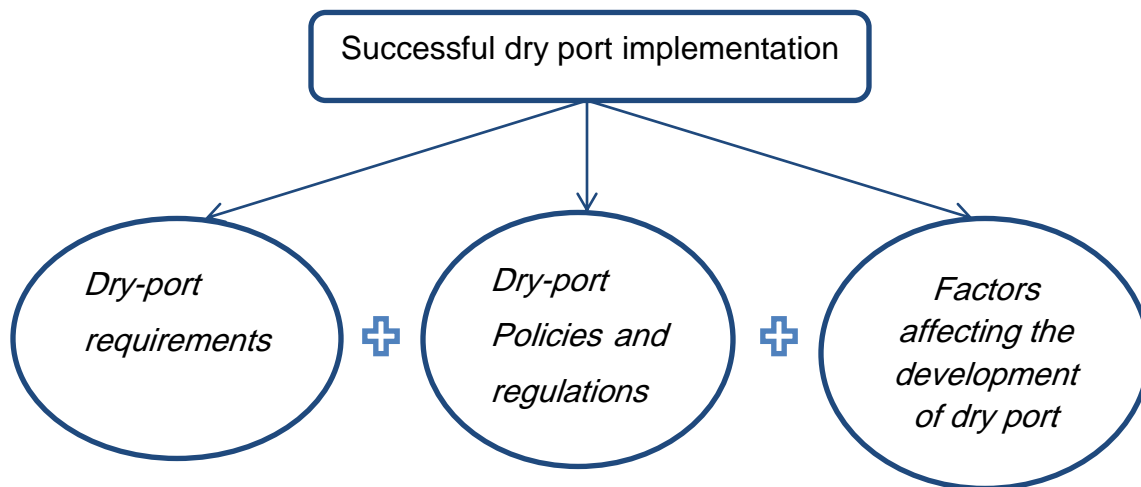 Successful dry port implementation
Dry-port
requirements
Dry-port
Policies and
regulations
Factors
affecting the
development
of dry port